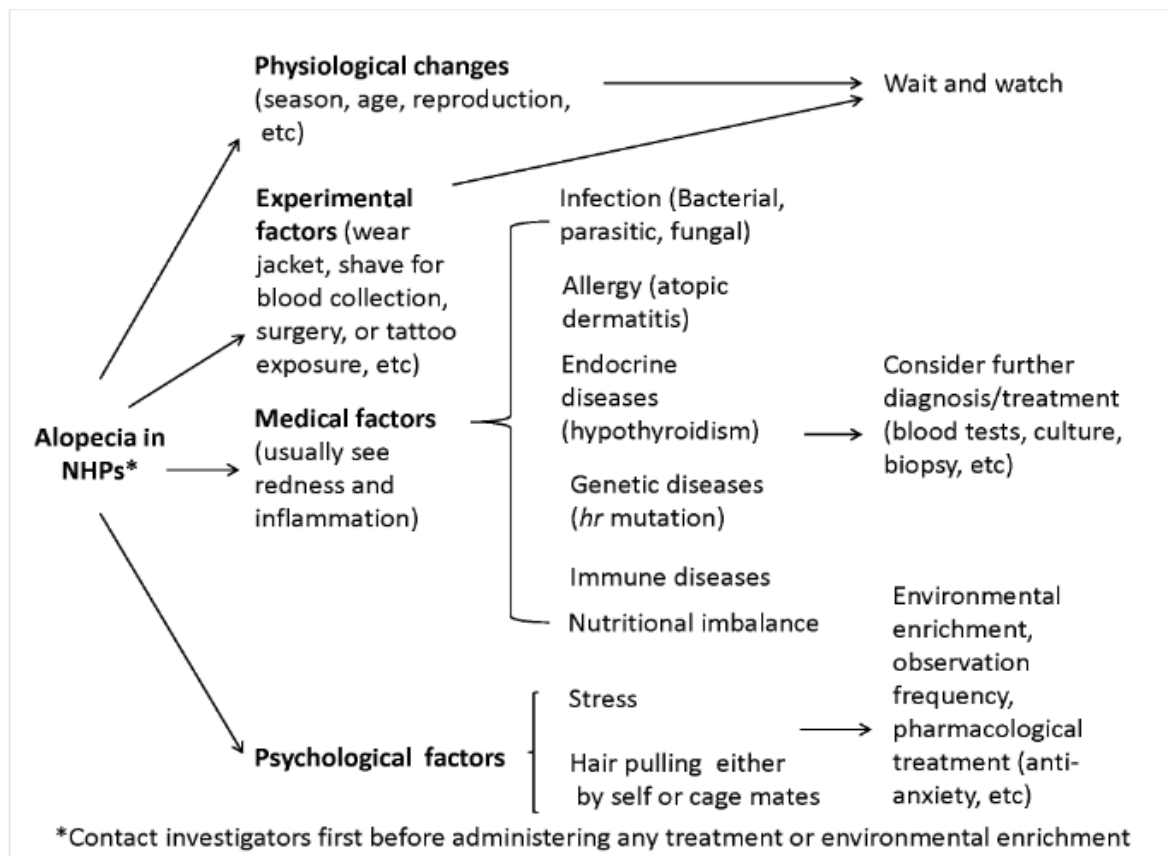 Physiological changes
(season, age, reproduction,
etc)
Wait and watch
Experimental
factors (wear
jacket, shave for
blood collection,
surgery, or tattoo
exposure, etc)
Infection (Bacterial,
parasitic, fungal)
Allergy (atopic
dermatitis)
Endocrine
diseases
(hypothyroidism)
Consider further
diagnosis/treatment
(blood tests, culture,
biopsy, etc)
Alopecia in
NHPs*
Medical factors
(usually see
redness and
inflammation)
Genetic diseases
(hr mutation)
Immune diseases
Nutritional imbalance
Psychological factors
Stress
Hair pulling either
by self or cage mates
Environmental
enrichment,
observation
frequency,
pharmacological
treatment (anti-
anxiety, etc)
*Contact investigators first before administering any treatment or environmental enrichment